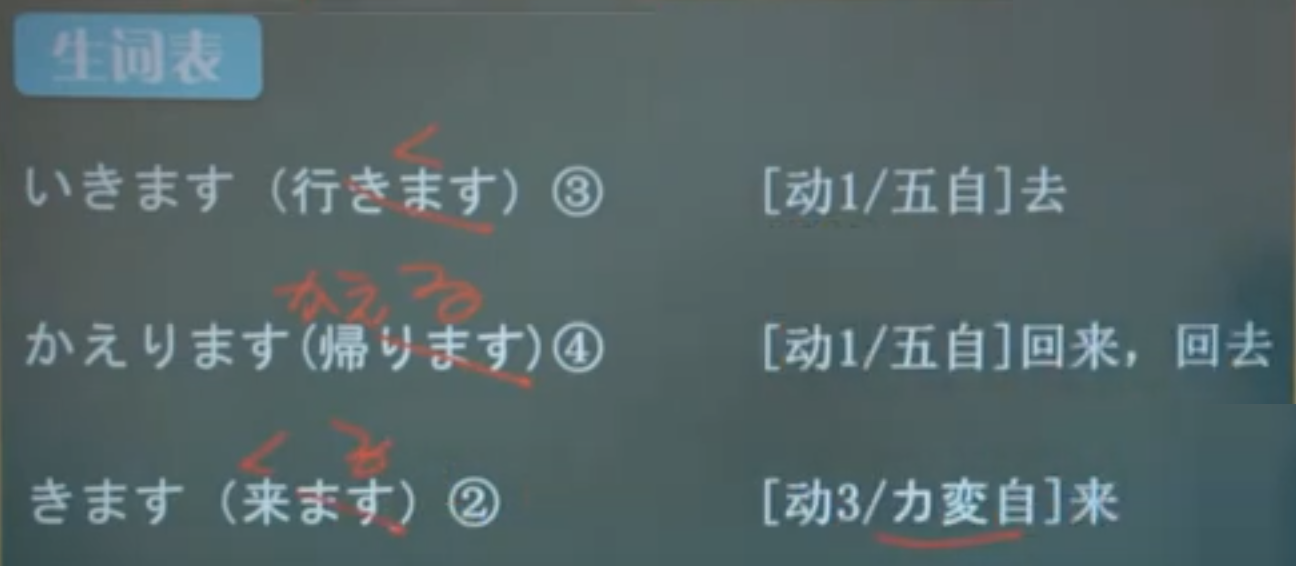 生词表
く
いきます（行きます）③ [动1/五自]去
かえる
かえります(帰ります)④ [动1/五自]回来，回去
く る
きます（来ます）② [动3/カ変自]来